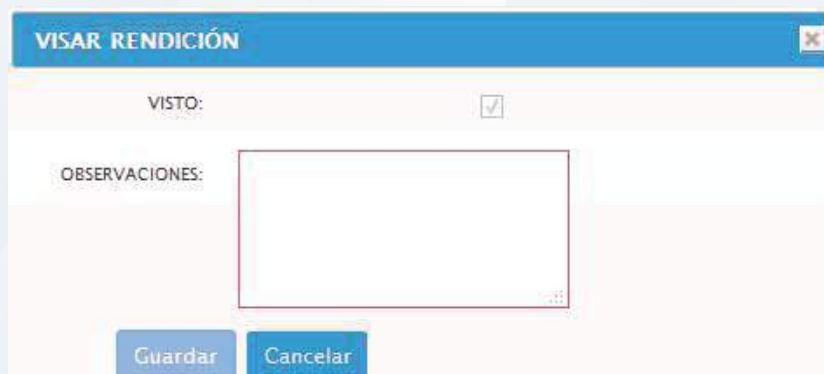 VISAR RENDICIÓN
VISTO:
OBSERVACIONES:
Guardar Cancelar